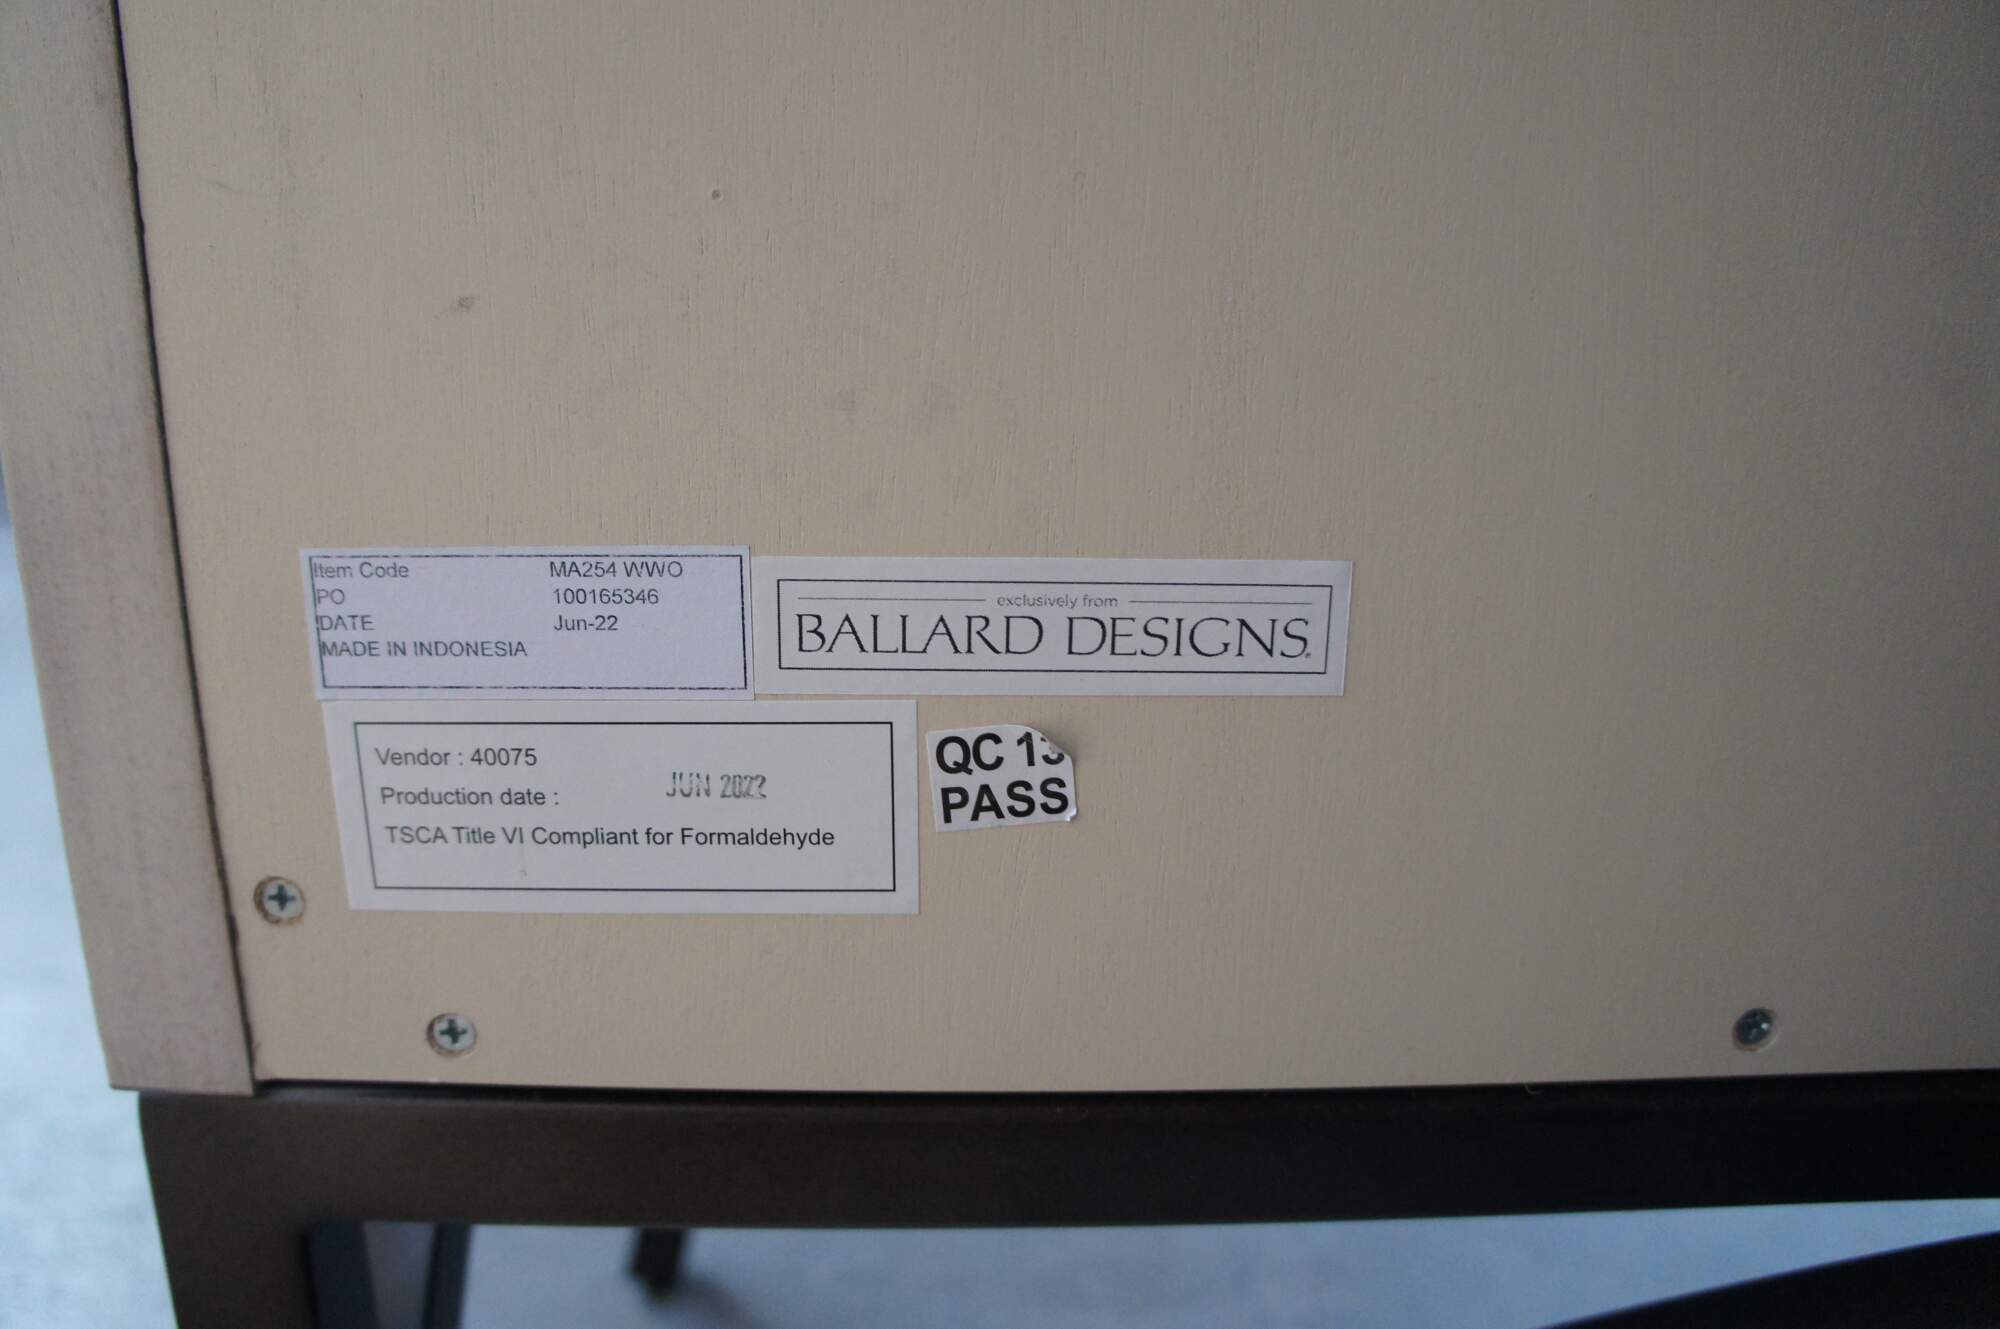 Item Code MA254 WWO
PO 100165346
DATE Jun-22
MADE IN INDONESIA
exclusively from
BALLARD DESIGNS.
Vendor : 40075
Production date : JUN 2022
TSCA Title VI Compliant for Formaldehyde
QC 13
PASS